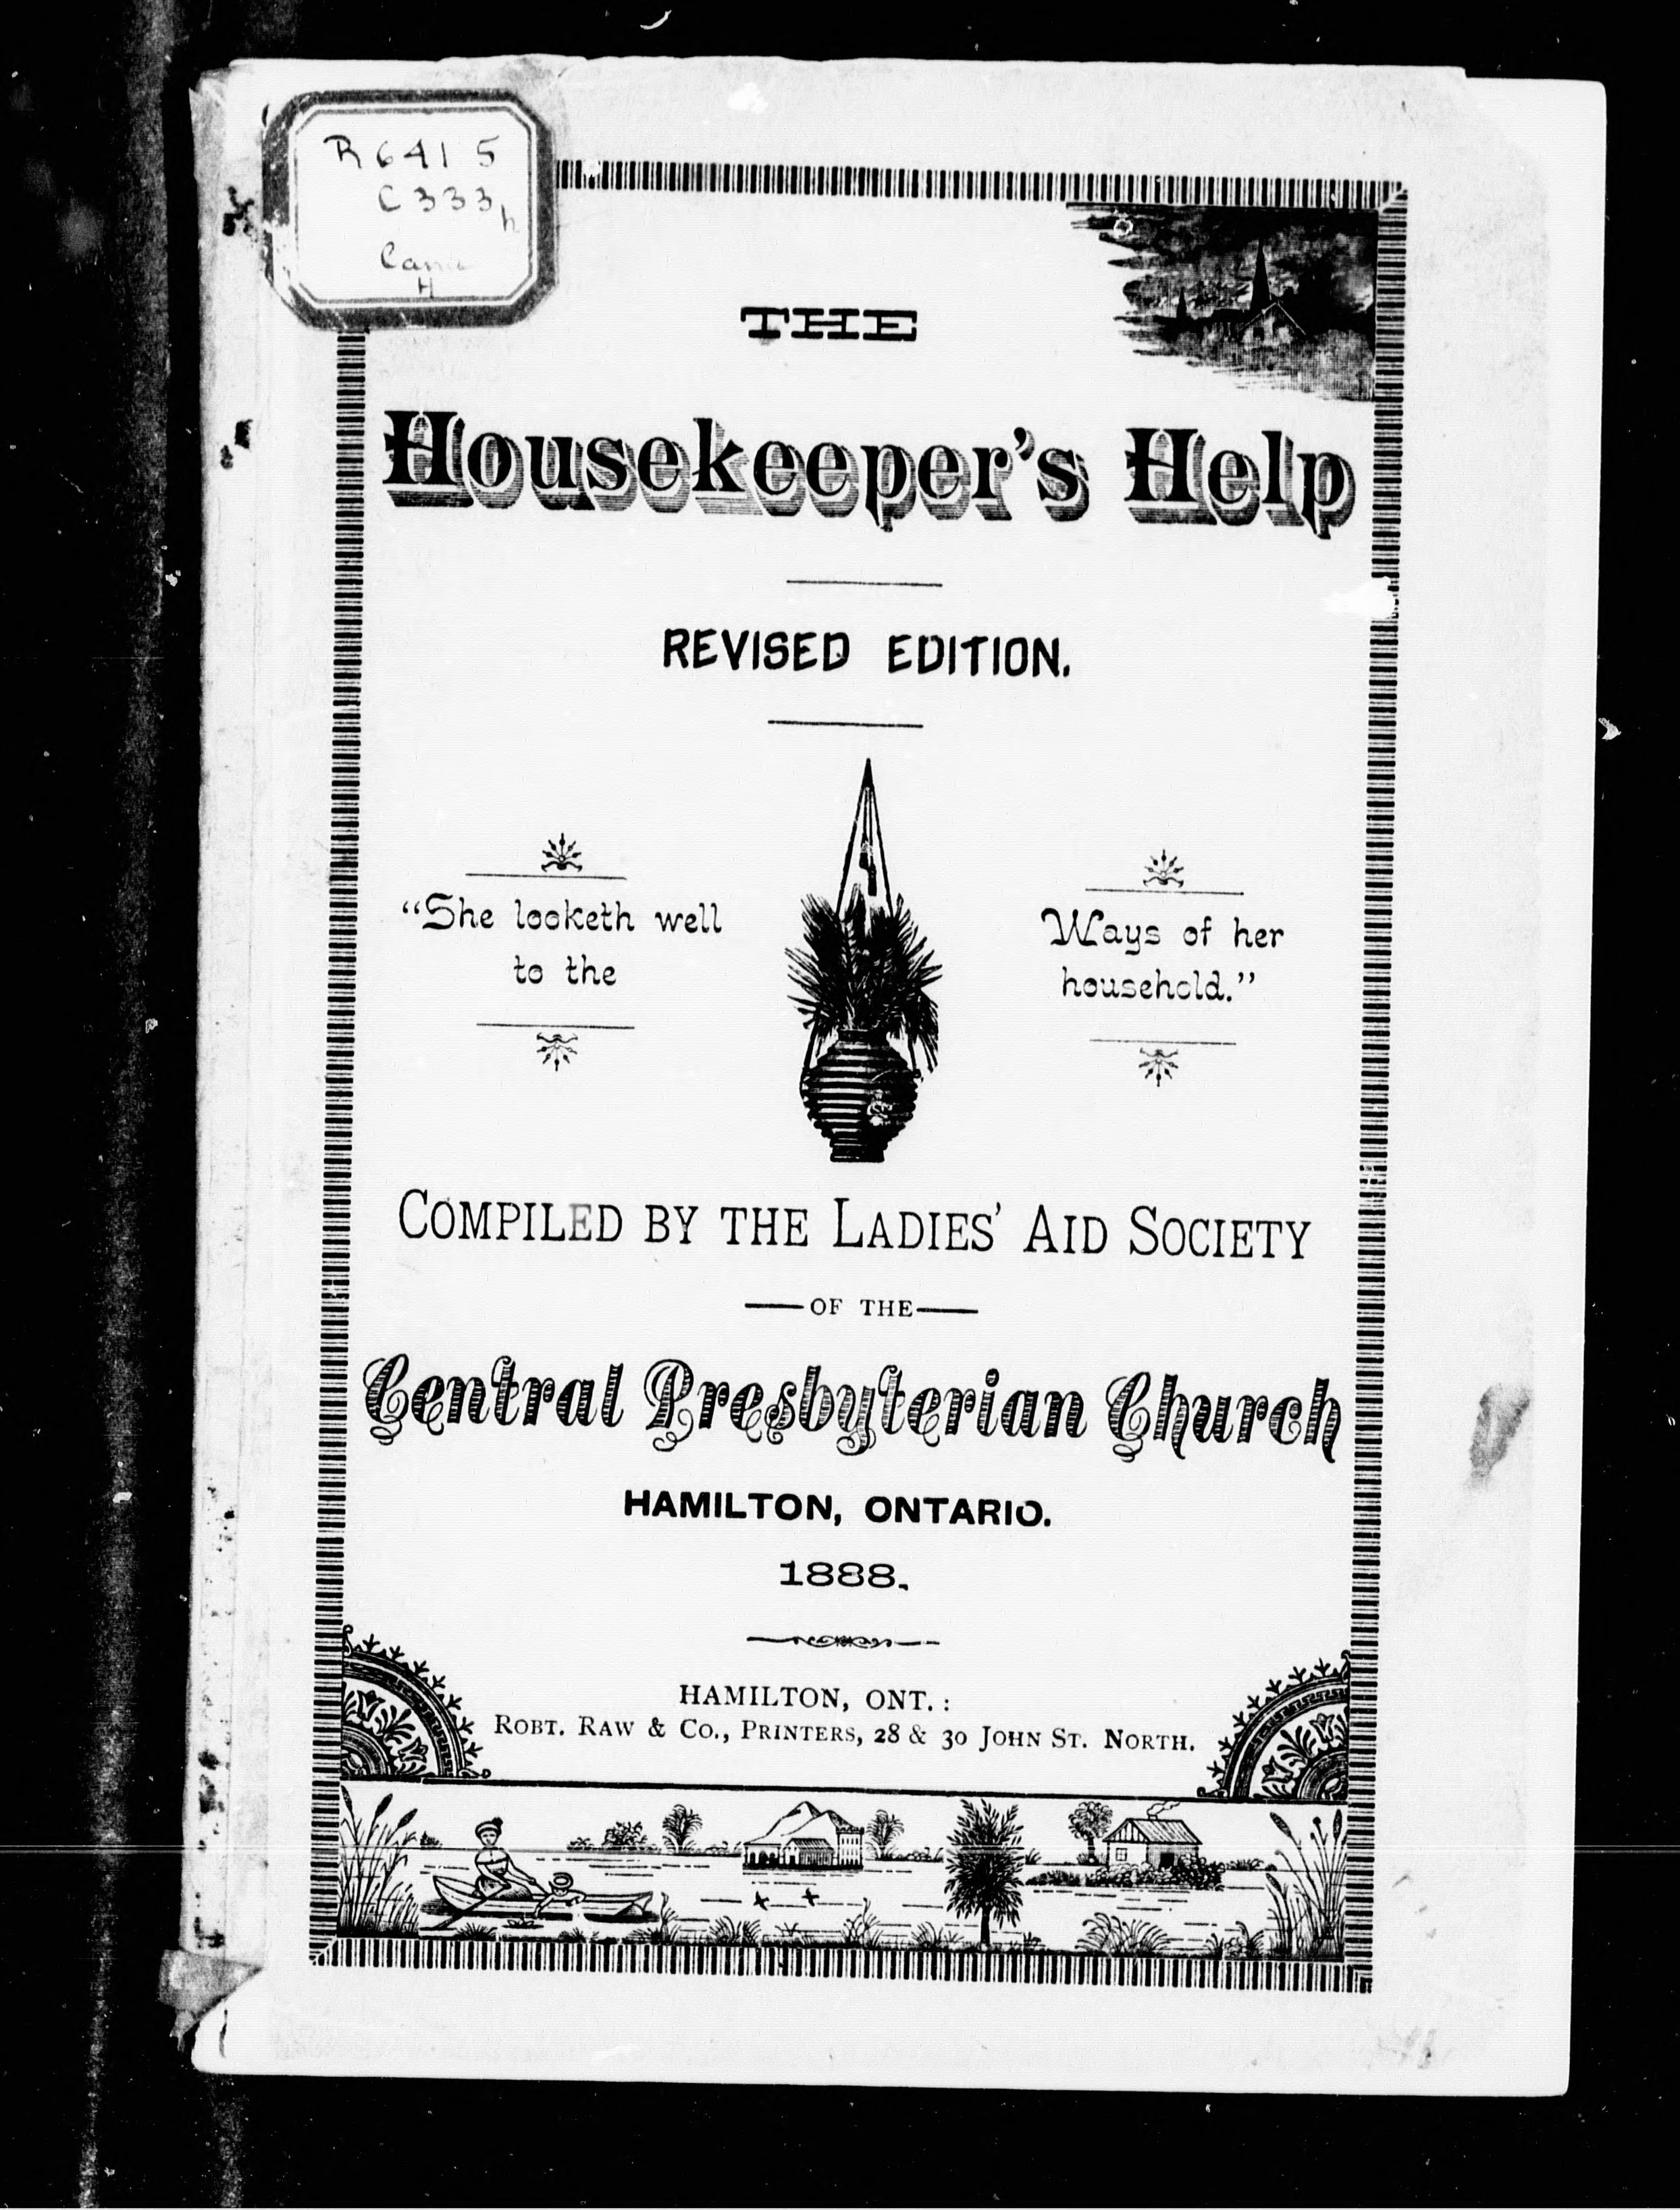 R 641 5
C 333 h
H
THE
Housekeeper's Help
REVISED EDITION.
“She looketh well
to the
Ways of her
household.”
COMPILED BY THE LADIES' AID SOCIETY
OF THE
Central Presbyterian Church
HAMILTON, ONTARIO.
1888.
HAMILTON, ONT. :
ROBT. RAW & CO., PRINTERS, 28 & 30 JOHN ST. NORTH.